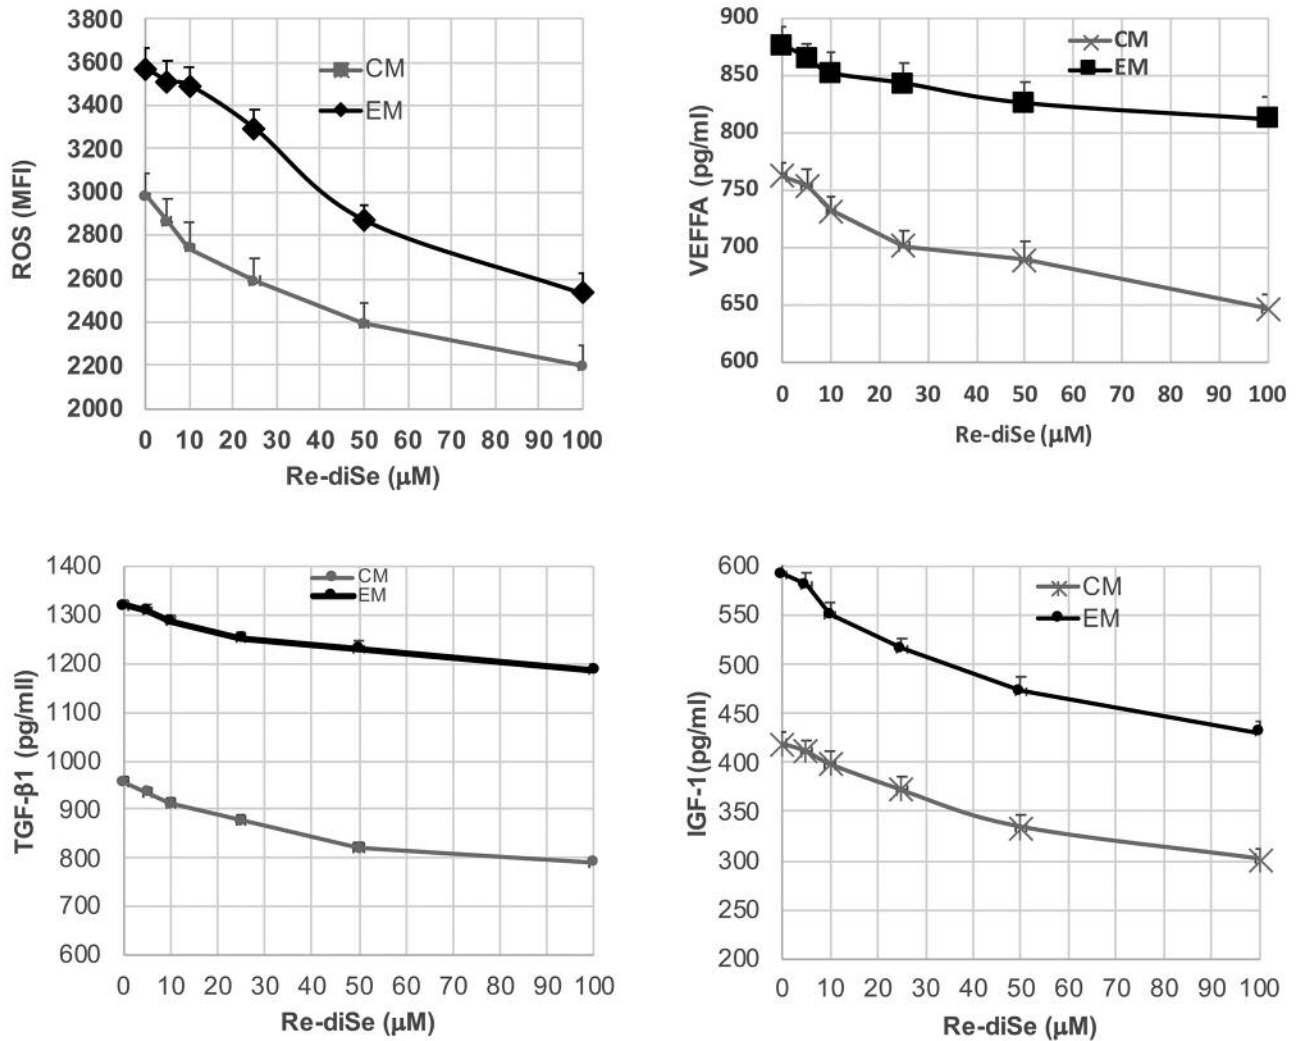 3800
3600
3400
3200
3000
2800
2600
2400
2200
2000
ROS (MFI)
CM
EM
0 10 20 30 40 50 60 70 80 90 100
Re-diSe (μM)
900
850
800
750
700
650
600
VEFFA (pg/ml)
CM
EM
0 10 20 30 40 50 60 70 80 90 100
Re-diSe (μM)
1400
1300
1200
1100
1000
900
800
700
600
TGF-β1 (pg/mll)
CM
EM
0 10 20 30 40 50 60 70 80 90 100
Re-diSe (μM)
600
550
500
450
400
350
300
250
200
IGF-1(pg/ml)
CM
EM
0 10 20 30 40 50 60 70 80 90 100
Re-diSe (μM)